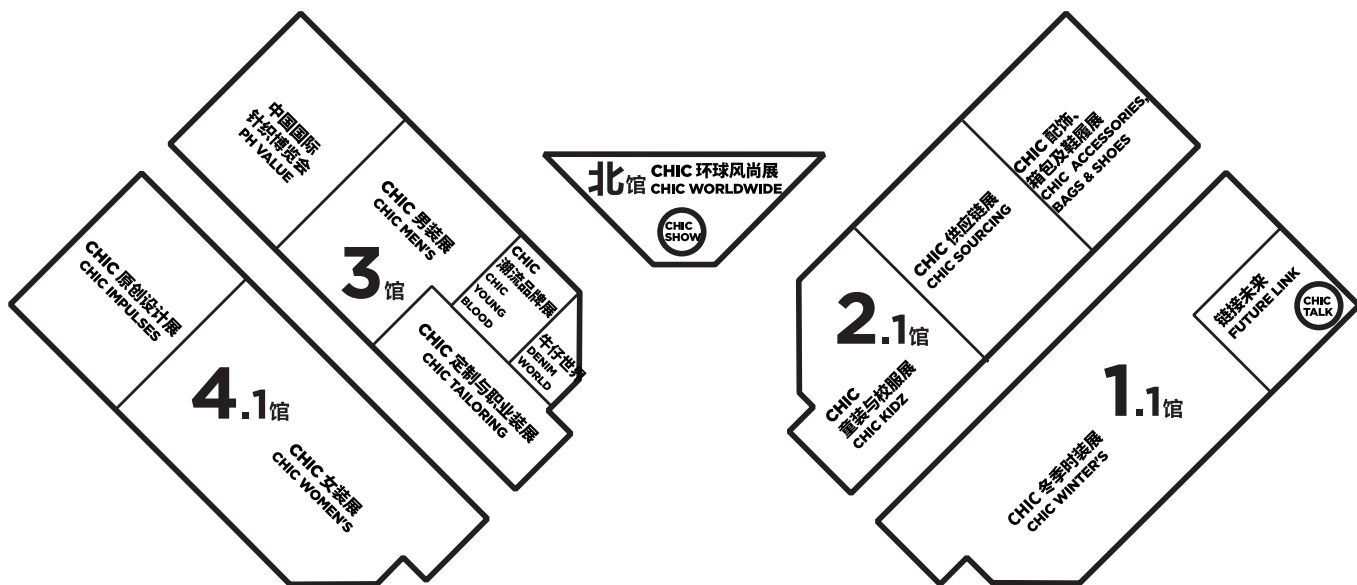 中国国际
针织博览会
PH VALUE
CHIC 男装展
CHIC MEN'S
3馆
CHIC
潮流品牌展
CHIC
YOUNG
BLOOD
牛仔世界
DENIM
WORLD
CHIC 定制与职业装展
CHIC TAILORING
CHIC 原创设计展
CHIC IMPULSES
4.1馆
CHIC 女装展
CHIC WOMEN'S
北馆
CHIC 环球风尚展
CHIC WORLDWIDE
CHIC
SHOW
CHIC 配饰、
箱包及鞋履展
CHIC ACCESSORIES,
BAGS & SHOES
CHIC 供应链展
CHIC SOURCING
2.1馆
CHIC
童装与校服展
CHIC KIDZ
链接未来
FUTURE LINK
CHIC
TALK
1.1馆
CHIC 冬季时装展
CHIC WINTER'S